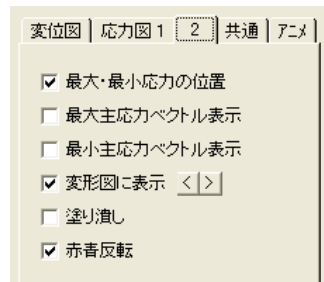 変位図 応力図1 2 共通 アニメ
最大・最小応力の位置
最大主応力ベクトル表示
最小主応力ベクトル表示
変形図に表示 < >
塗り潰し
赤青反転